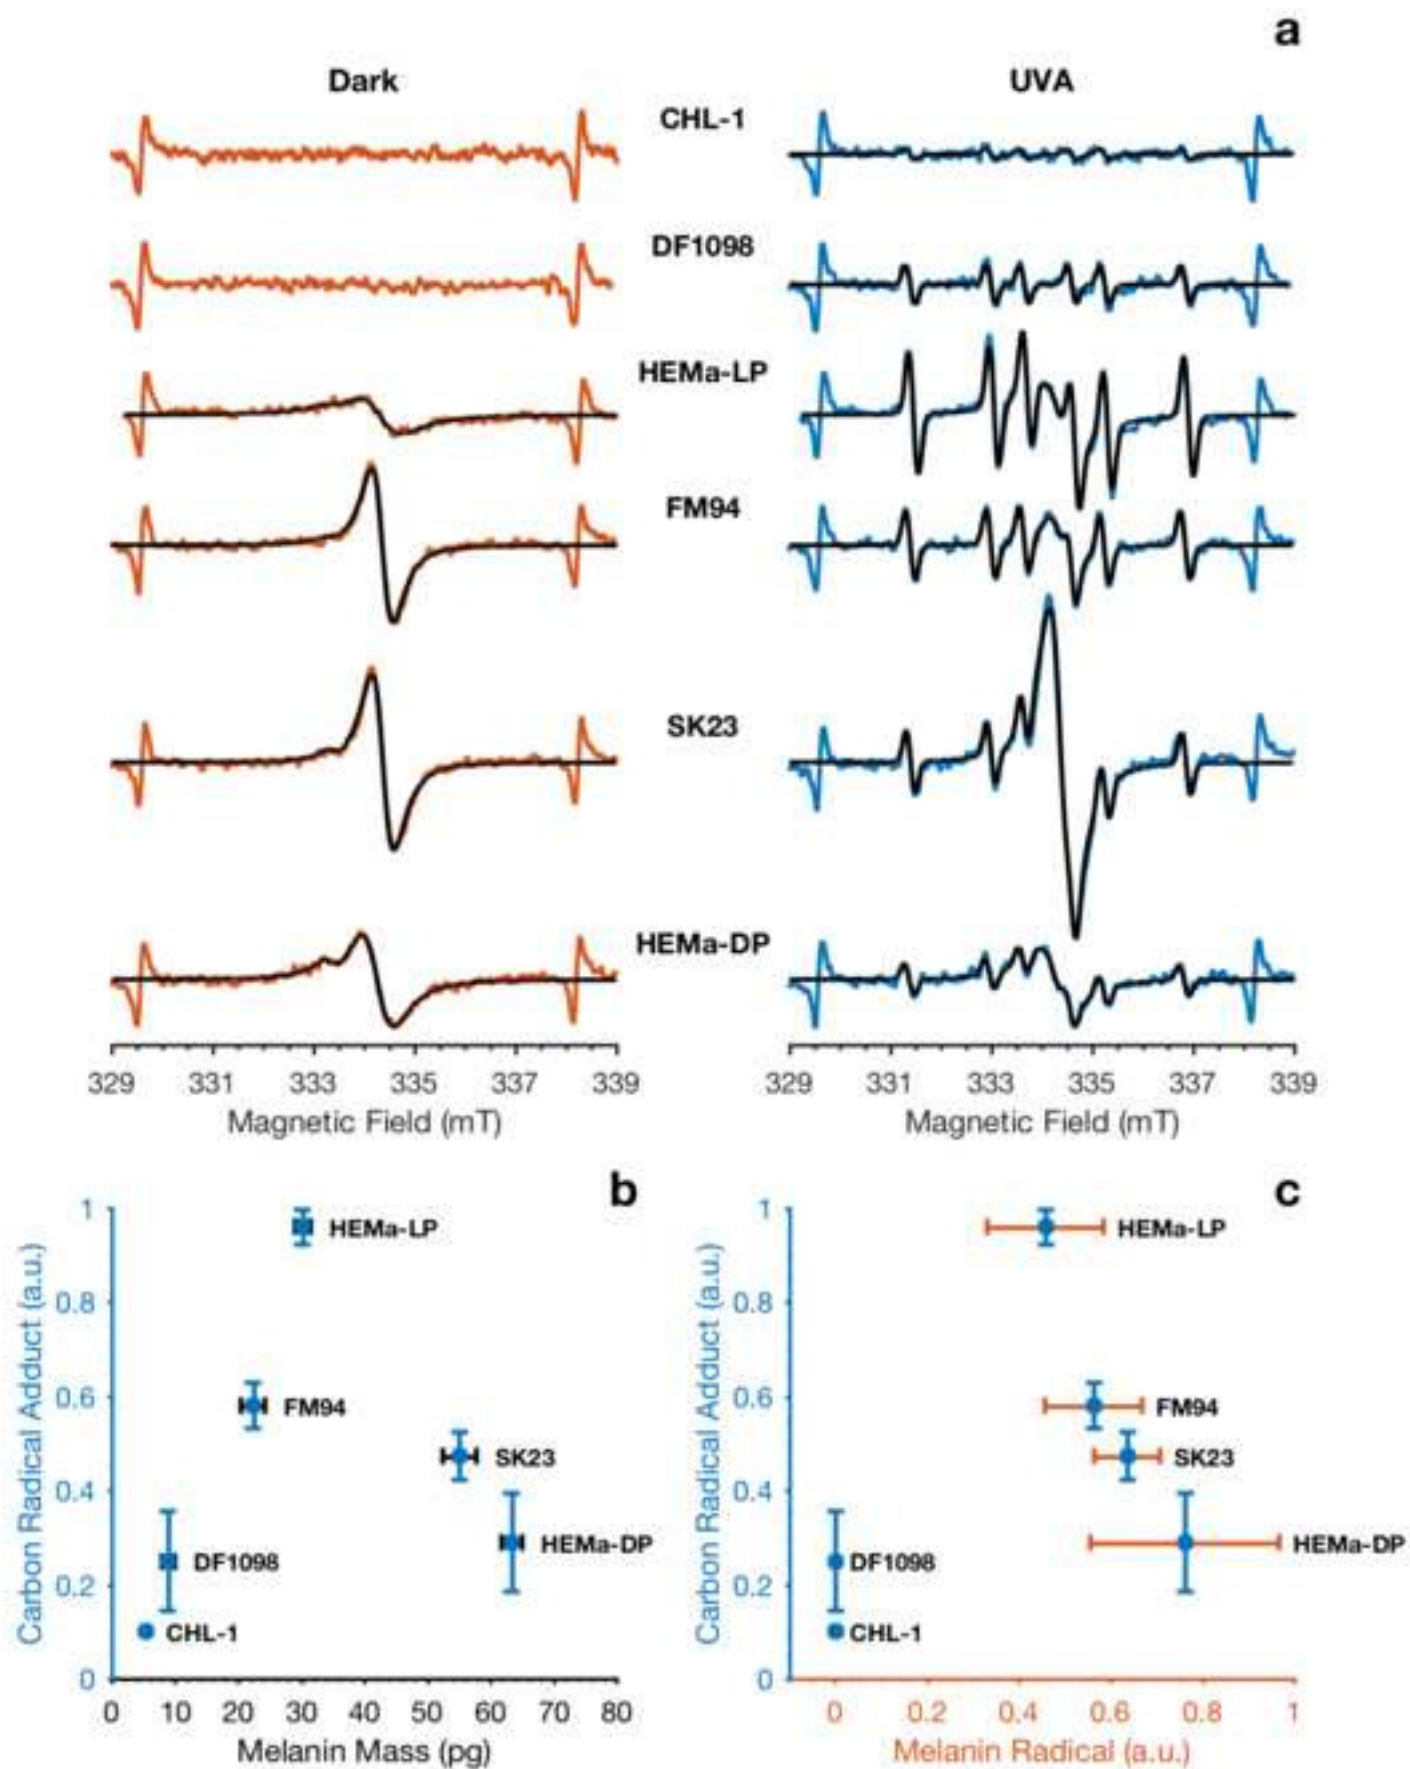 a
Dark
UVA
CHL-1
DF1098
HEMa-LP
FM94
SK23
HEMa-DP
329 331 333 335 337 339
329 331 333 335 337 339
Magnetic Field (mT)
Magnetic Field (mT)
b
Carbon Radical Adduct (a.u.)
1
0.8
0.6
0.4
0.2
0
HEMa-LP
FM94
SK23
HEMa-DP
DF1098
CHL-1
0 10 20 30 40 50 60 70 80
Melanin Mass (pg)
c
Carbon Radical Adduct (a.u.)
1
0.8
0.6
0.4
0.2
0
HEMa-LP
FM94
SK23
HEMa-DP
DF1098
CHL-1
0 0.2 0.4 0.6 0.8 1
Melanin Radical (a.u.)